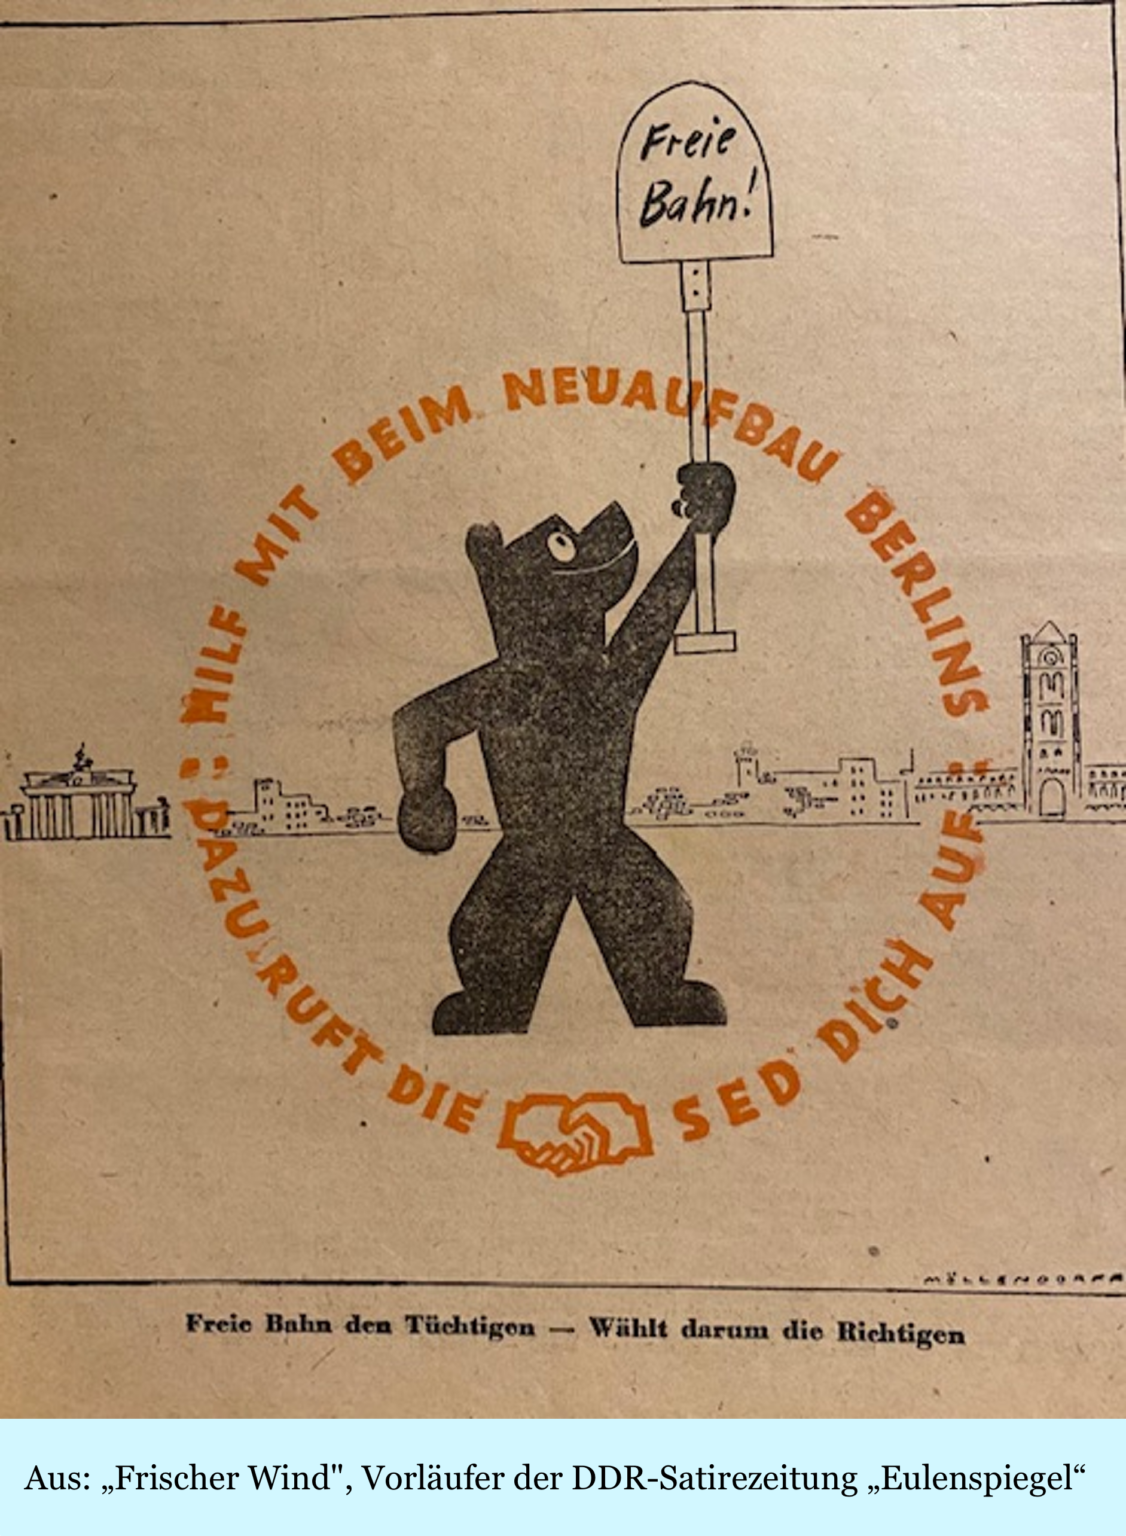 Freie
Bahn!
HILF MIT BEIM NEUAUFBAU BERLINS
: DAZU RUFT DIE SED DICH AUF :
MÖLLENDORFF
Freie Bahn den Tüchtigen — Wählt darum die Richtigen
Aus: „Frischer Wind", Vorläufer der DDR-Satirezeitung „Eulenspiegel“